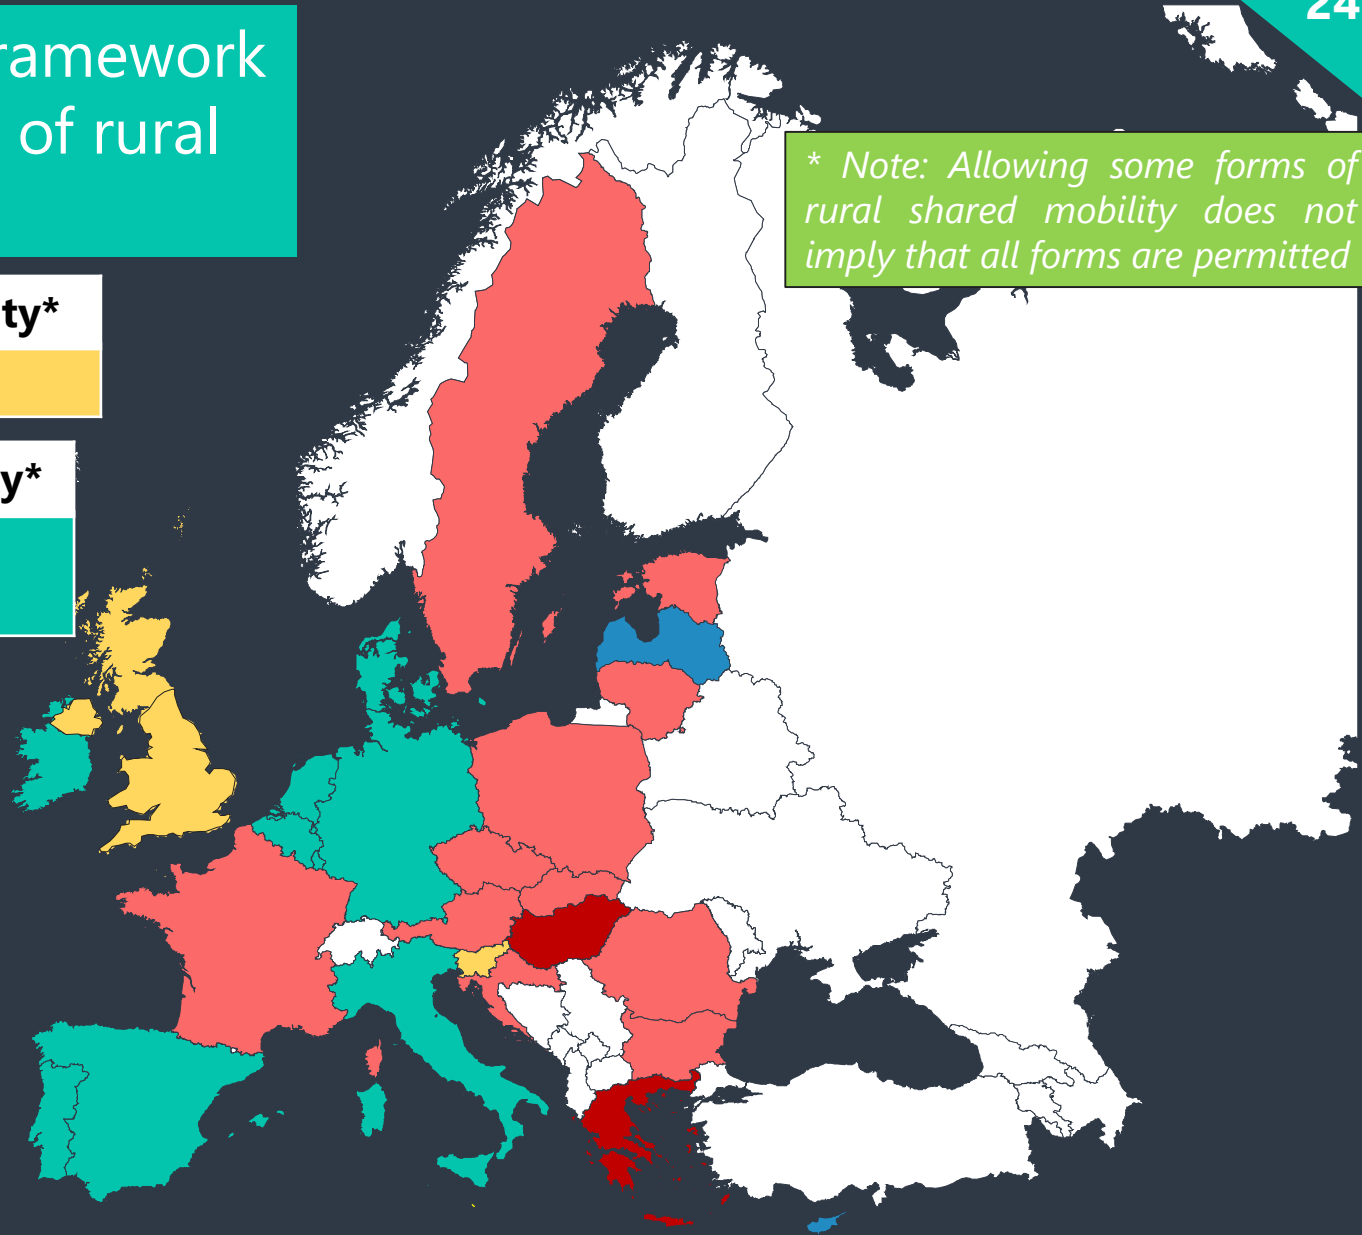 ramework
of rural
24
* Note: Allowing some forms of
rural shared mobility does not
imply that all forms are permitted
ty*
y*